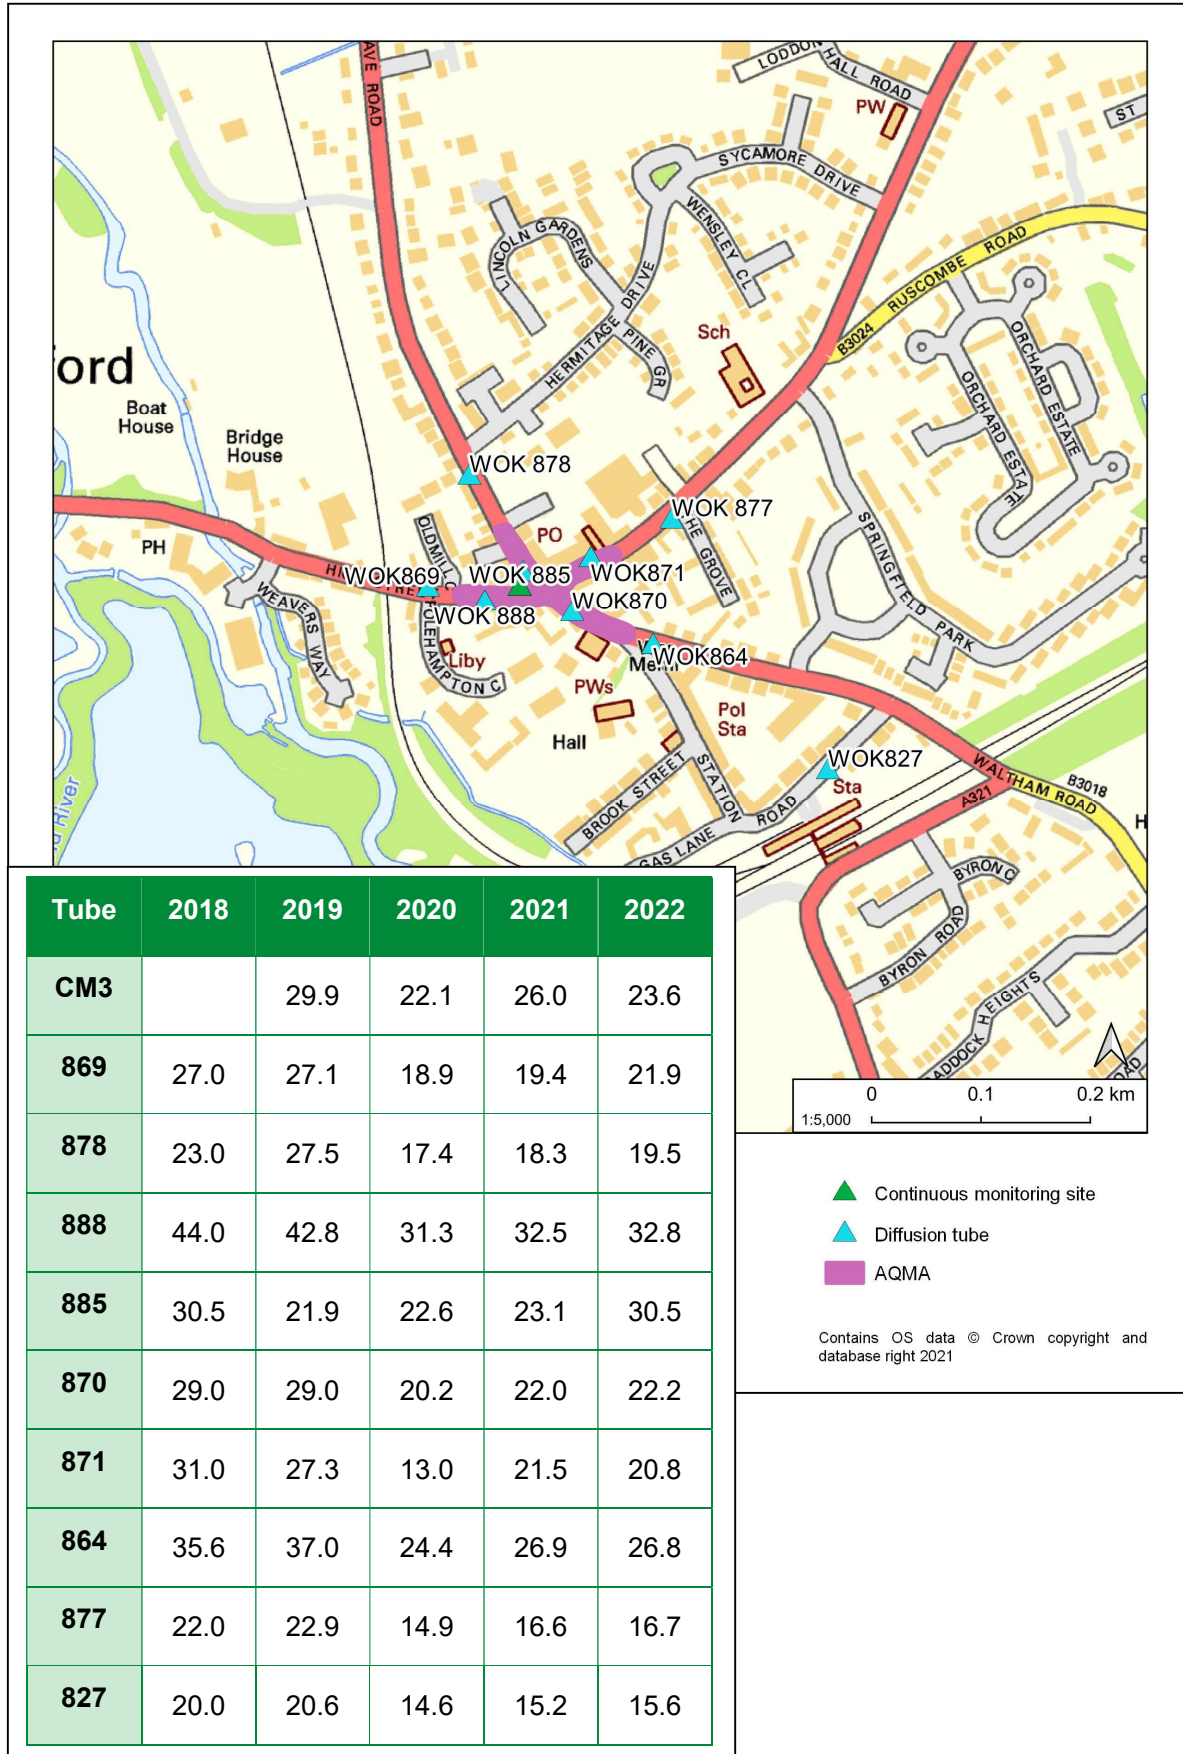 AVE ROAD
LODDON HALL ROAD
PW
ST
SYCAMORE DRIVE
WENSLEY CL
LINCOLN GARDENS
HERMITAGE DRIVE
PINE GR
B3024 RUSCOMBE ROAD
Sch
ORCHARD ESTATE
ORCHARD ESTATE
ford
Boat
House
Bridge
House
WOK 878
WOK 877
PH
PO
THE GROVE
SPRINGFIELD PARK
WOK869
WOK 885
WOK871
WOK 888
WOK870
WOK864
WEAVERS WAY
Liby
POLEHAMPTON C
PWs
Hall
Pol
Sta
WOK827
Sta
STATION ROAD
BROOK STREET
GAS LANE
WALTHAM ROAD
B3018
A321
H
River
BYRON C
BYRON ROAD
ADDOCK HEIGHTS
OAD
0 0.1 0.2 km
1:5,000
Continuous monitoring site
Diffusion tube
AQMA
Contains OS data © Crown copyright and
database right 2021
Tube 2018 2019 2020 2021 2022
CM3 29.9 22.1 26.0 23.6
869 27.0 27.1 18.9 19.4 21.9
878 23.0 27.5 17.4 18.3 19.5
888 44.0 42.8 31.3 32.5 32.8
885 30.5 21.9 22.6 23.1 30.5
870 29.0 29.0 20.2 22.0 22.2
871 31.0 27.3 13.0 21.5 20.8
864 35.6 37.0 24.4 26.9 26.8
877 22.0 22.9 14.9 16.6 16.7
827 20.0 20.6 14.6 15.2 15.6